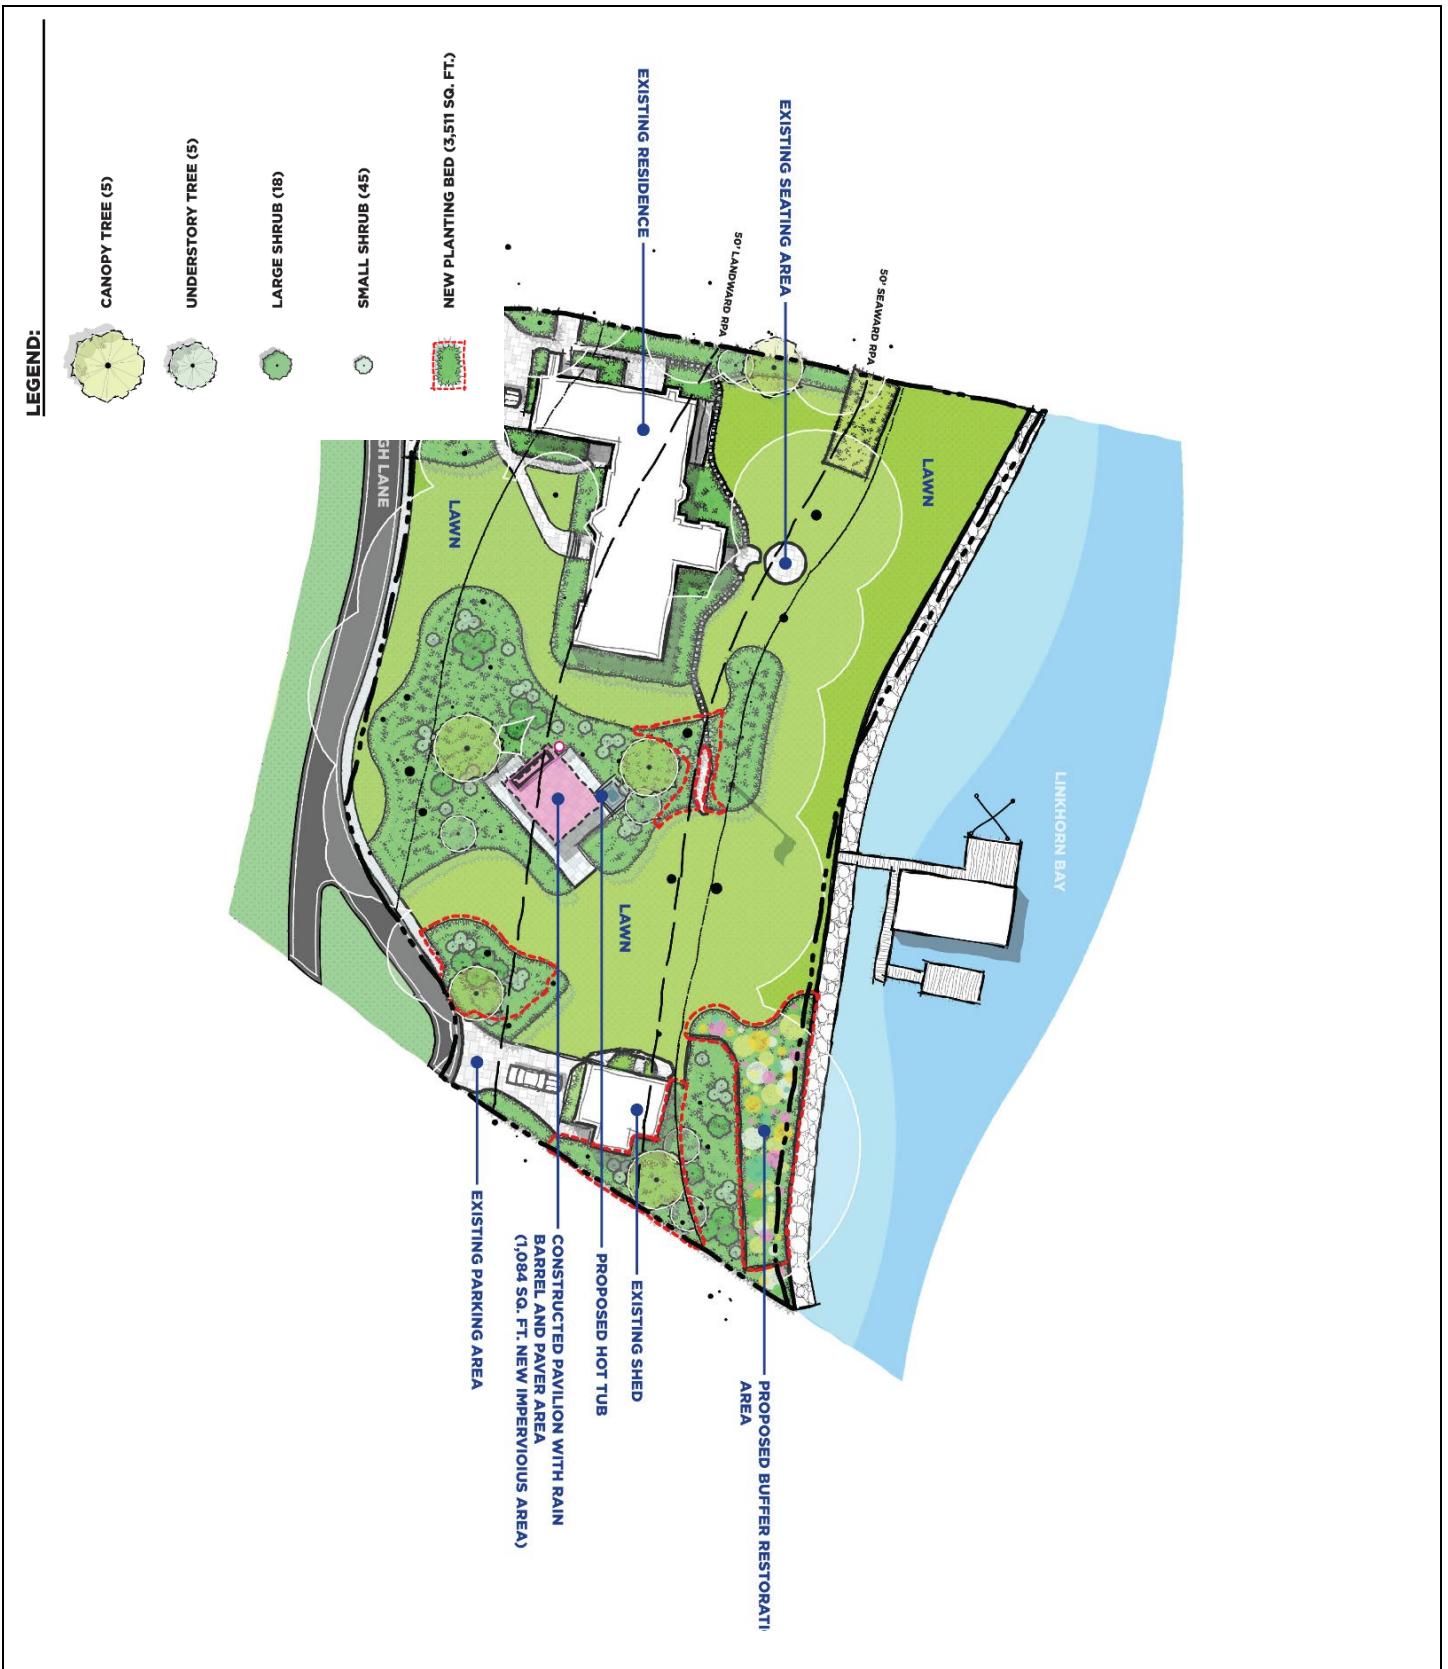 LEGEND:
CANOPY TREE (5)
UNDERSTORY TREE (5)
LARGE SHRUB (18)
SMALL SHRUB (45)
NEW PLANTING BED (3,511 SQ. FT.)
EXISTING RESIDENCE
EXISTING SEATING AREA
50' LANDWARD RPA
50' SEAWARD RPA
GH LANE
LAWN
LAWN
LAWN
LINKHORN BAY
PROPOSED BUFFER RESTORATI
AREA
EXISTING SHED
PROPOSED HOT TUB
CONSTRUCTED PAVILION WITH RAIN
BARREL AND PAVER AREA
(1,084 SQ. FT. NEW IMPERVIOIUS AREA)
EXISTING PARKING AREA